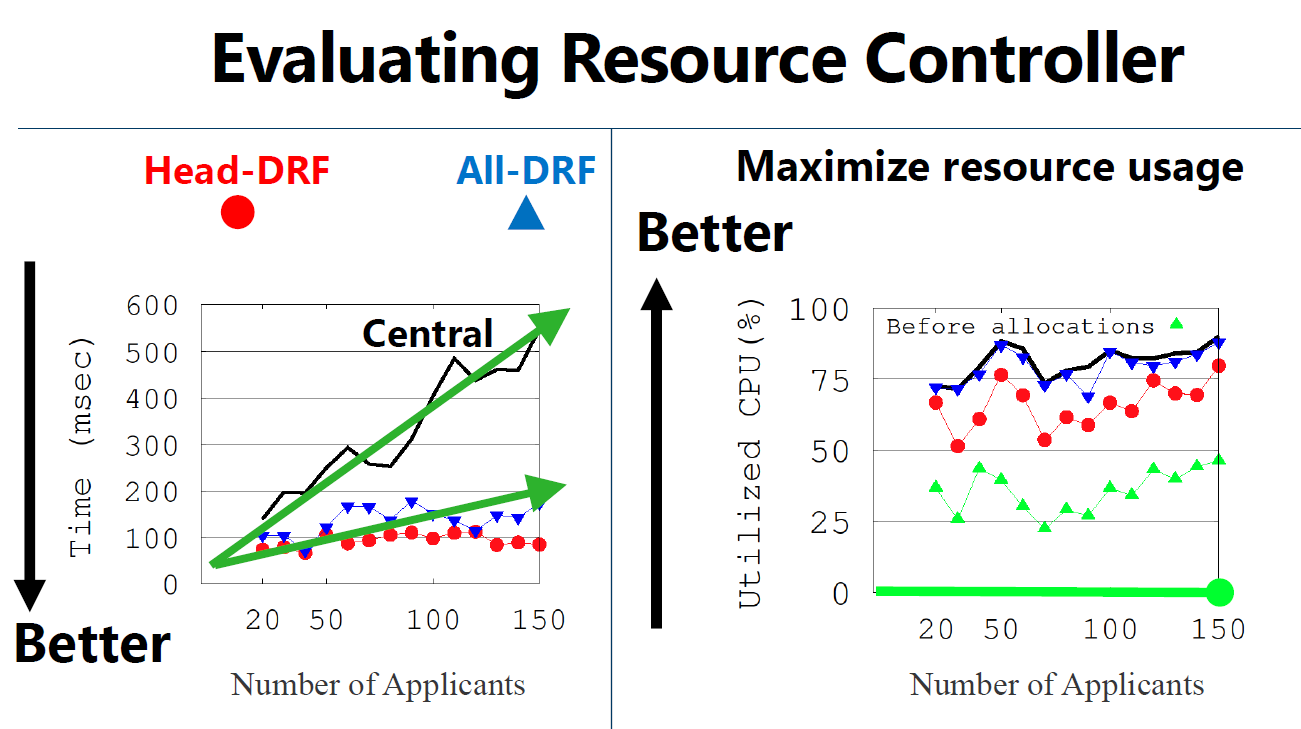 Evaluating Resource Controller
Head-DRF
All-DRF
Better
Time (msec)
600
500
400
300
200
100
0
Central
20 50 100 150
Number of Applicants
Maximize resource usage
Better
Utilized CPU(%)
100
75
50
25
0
Before allocations
20 50 100 150
Number of Applicants